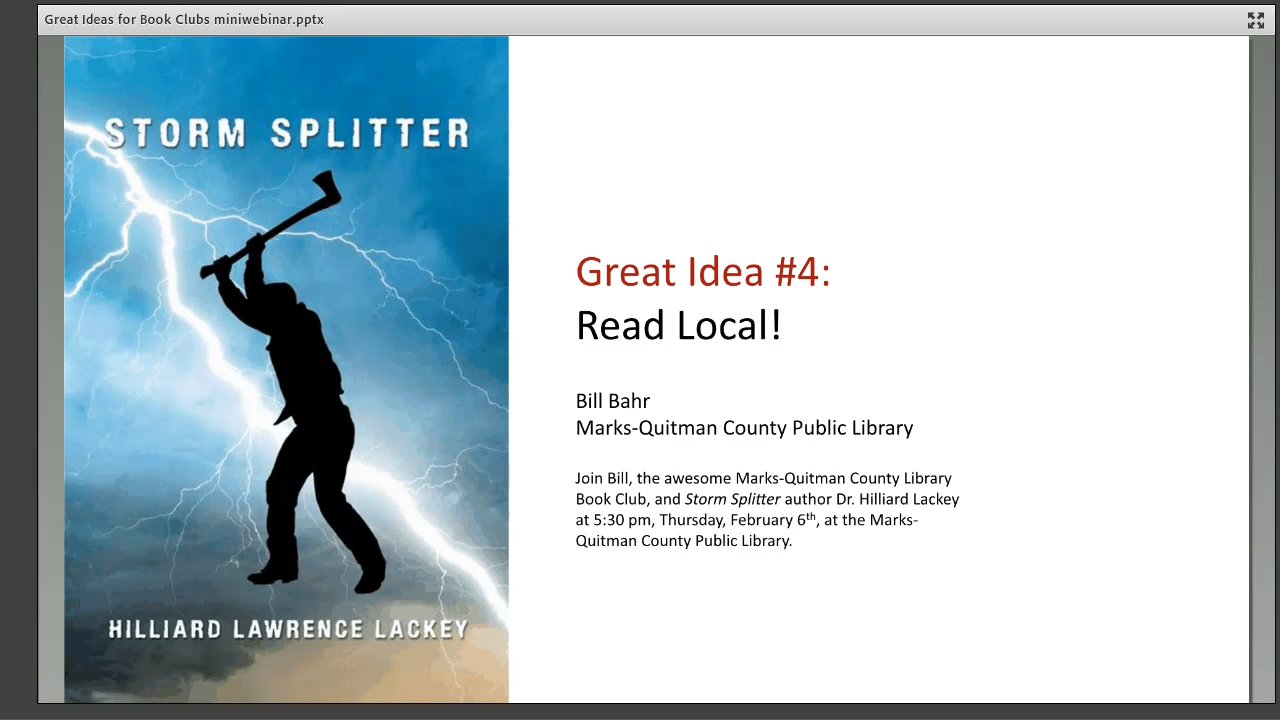 Great Ideas for Book Clubs miniwebinar.pptx
STORM SPLITTER
HILLIARD LAWRENCE LACKEY
Great Idea #4:
Read Local!
Bill Bahr
Marks-Quitman County Public Library
Join Bill, the awesome Marks-Quitman County Library
Book Club, and Storm Splitter author Dr. Hilliard Lackey
at 5:30 pm, Thursday, February 6th, at the Marks-
Quitman County Public Library.